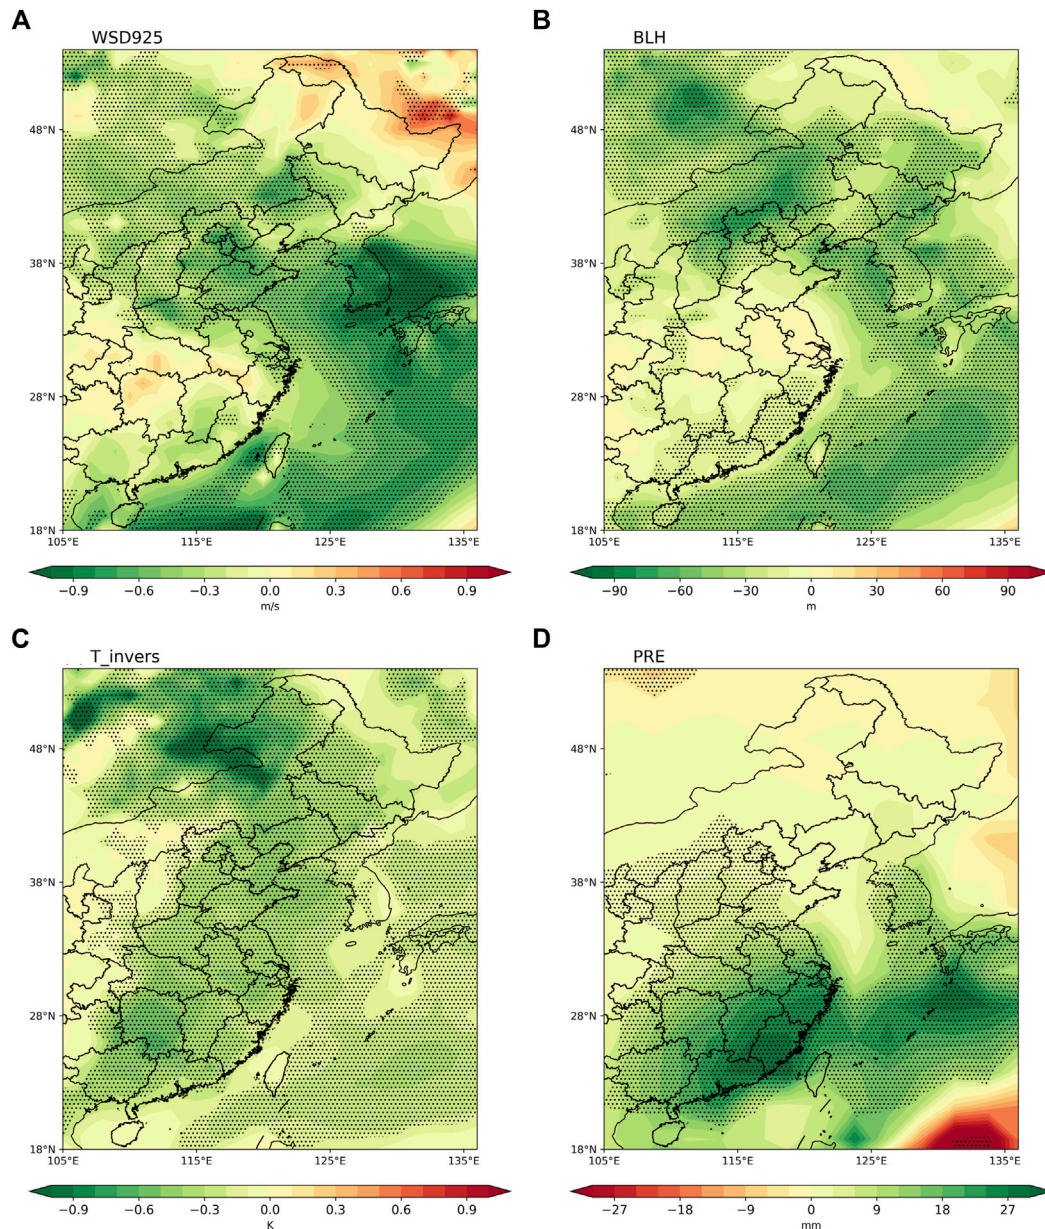 A
WSD925
48°N
38°N
28°N
18°N
105°E
115°E
125°E
135°E
−0.9
−0.6
−0.3
0.0
0.3
0.6
0.9
m/s
B
BLH
48°N
38°N
28°N
18°N
105°E
115°E
125°E
135°E
−90
−60
−30
0
30
60
90
m
C
T_invers
48°N
38°N
28°N
18°N
105°E
115°E
125°E
135°E
−0.9
−0.6
−0.3
0.0
0.3
0.6
0.9
K
D
PRE
48°N
38°N
28°N
18°N
105°E
115°E
125°E
135°E
−27
−18
−9
0
9
18
27
mm